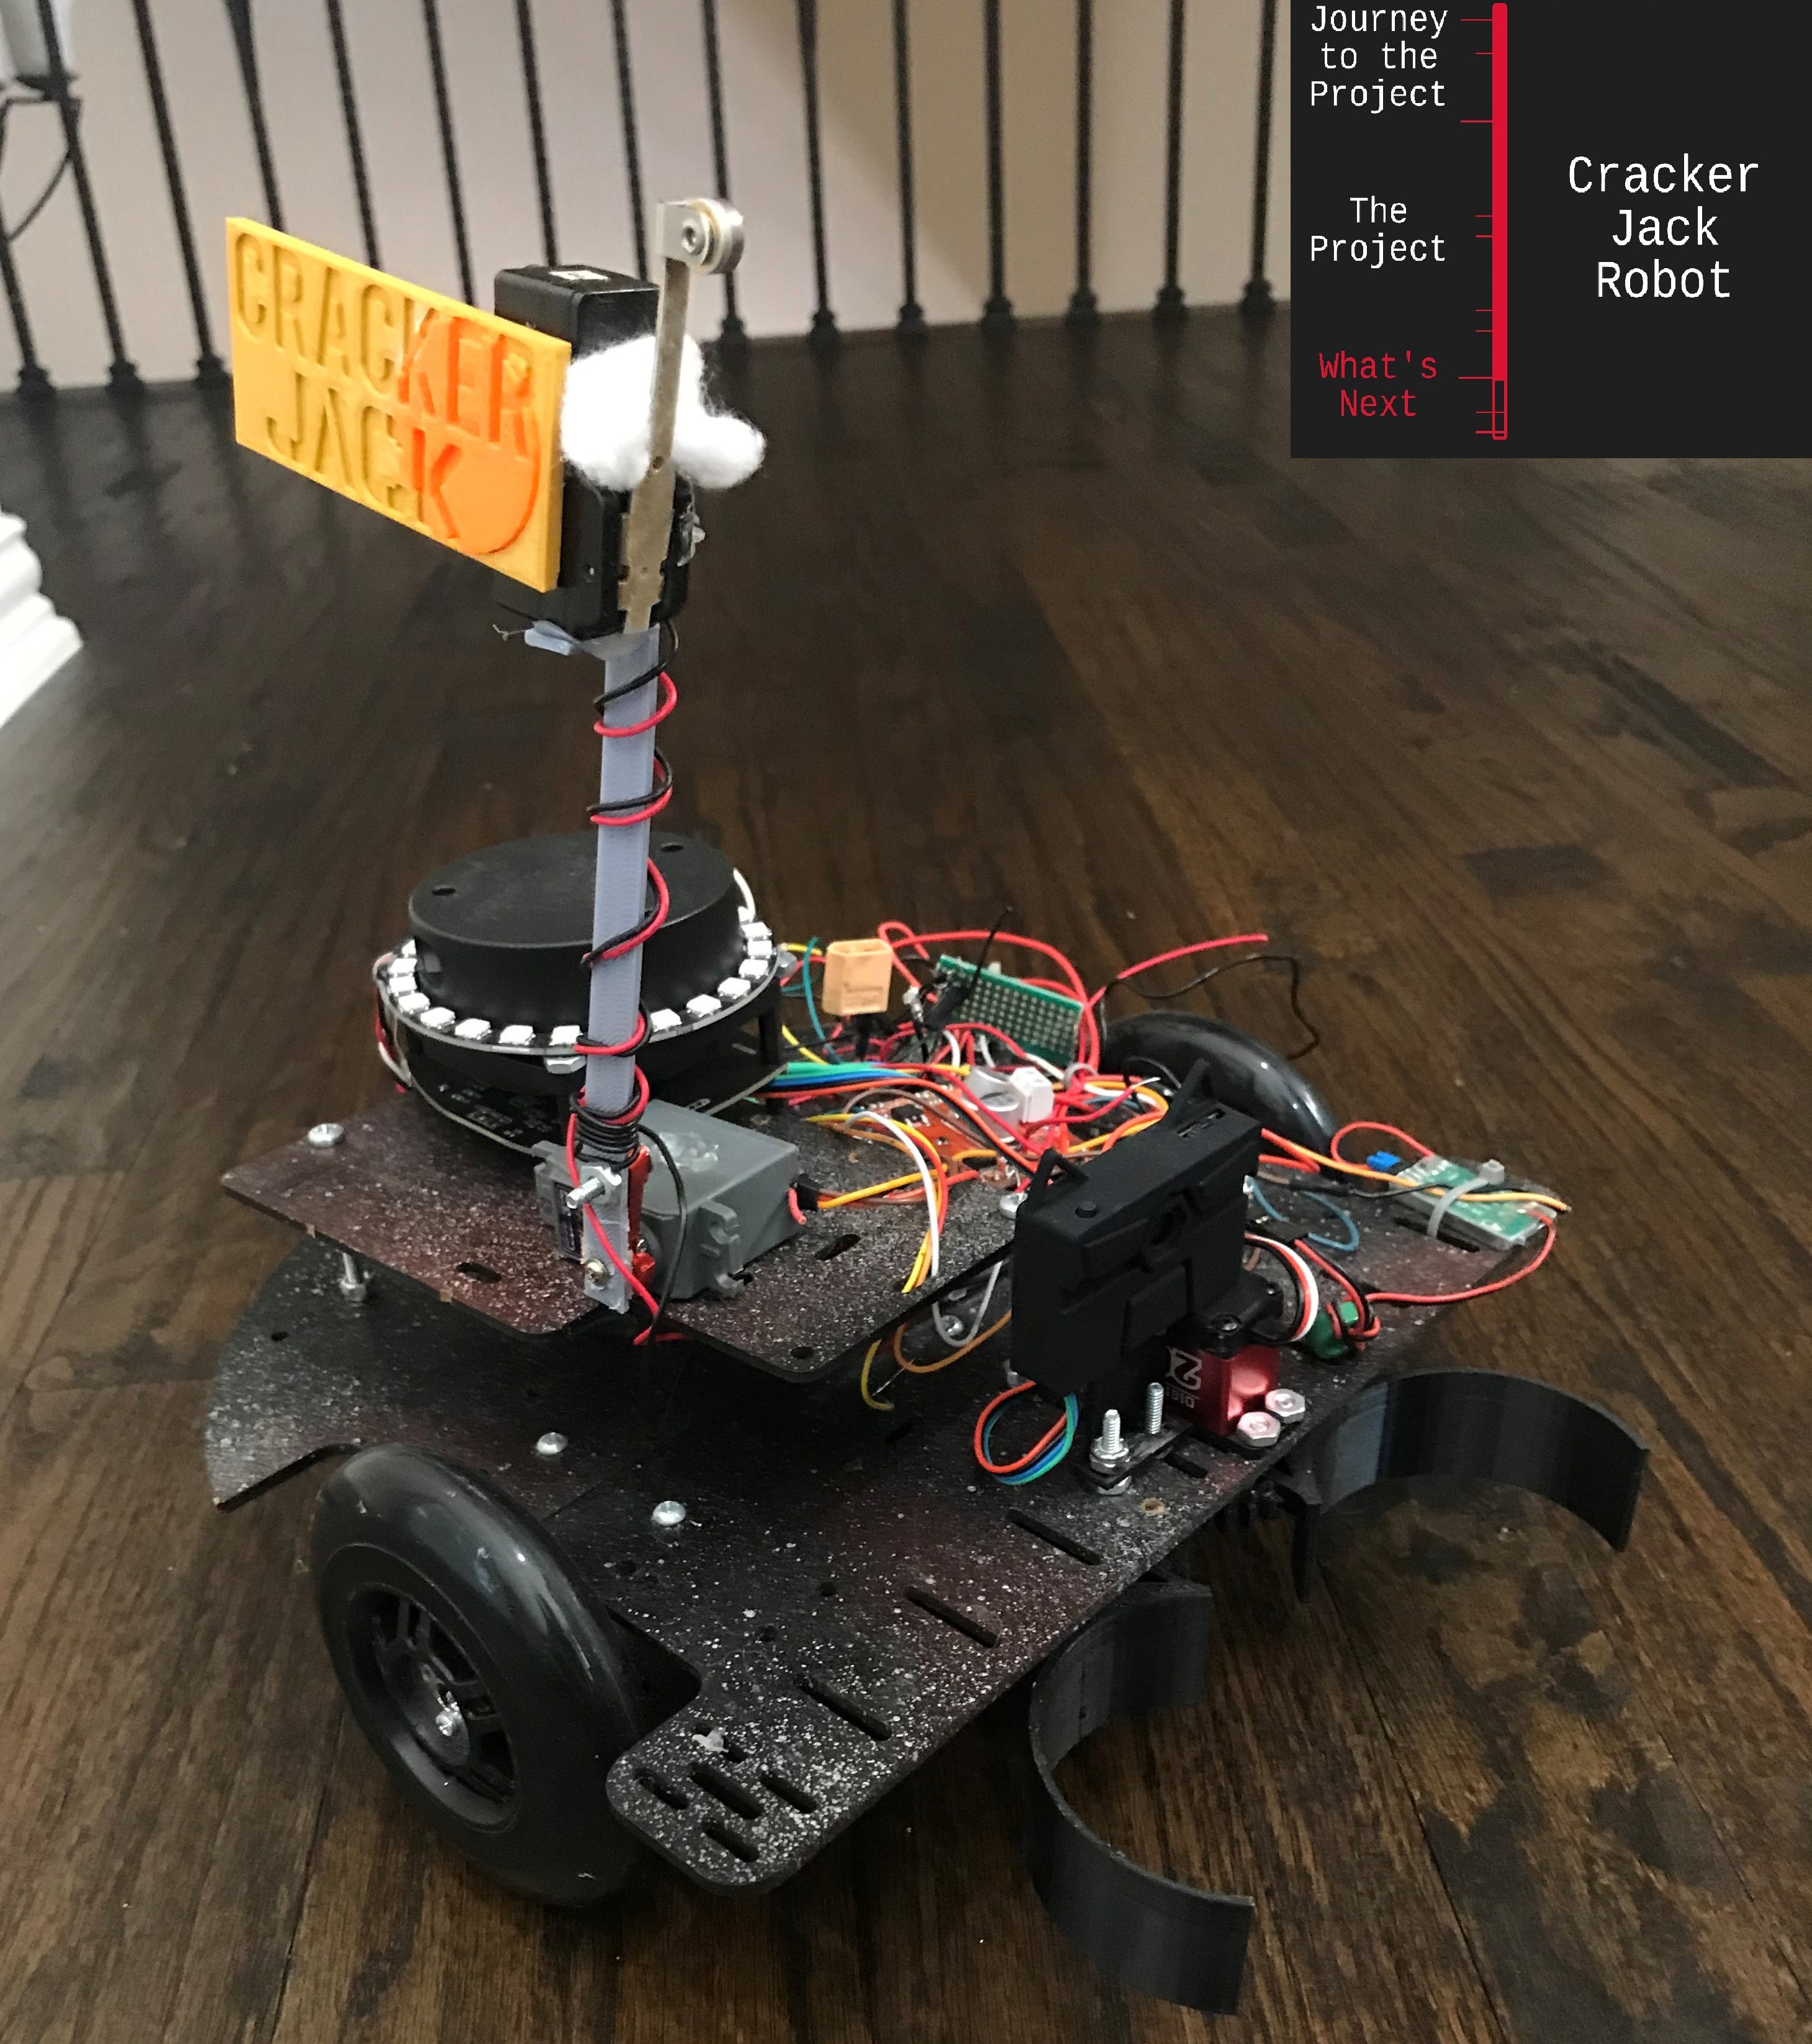 Journey
to the
Project
The
Project
What's
Next
Cracker
Jack
Robot
CRACKER
JACK